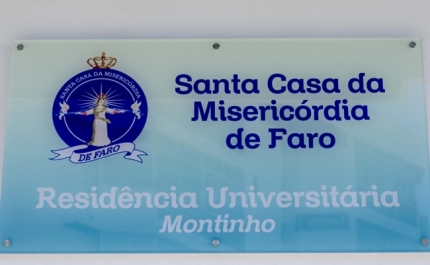 SANTA CASA DA MISERICÓRDIA
DE FARO
Santa Casa da
Misericórdia
de Faro
Residência Universitária
Montinho